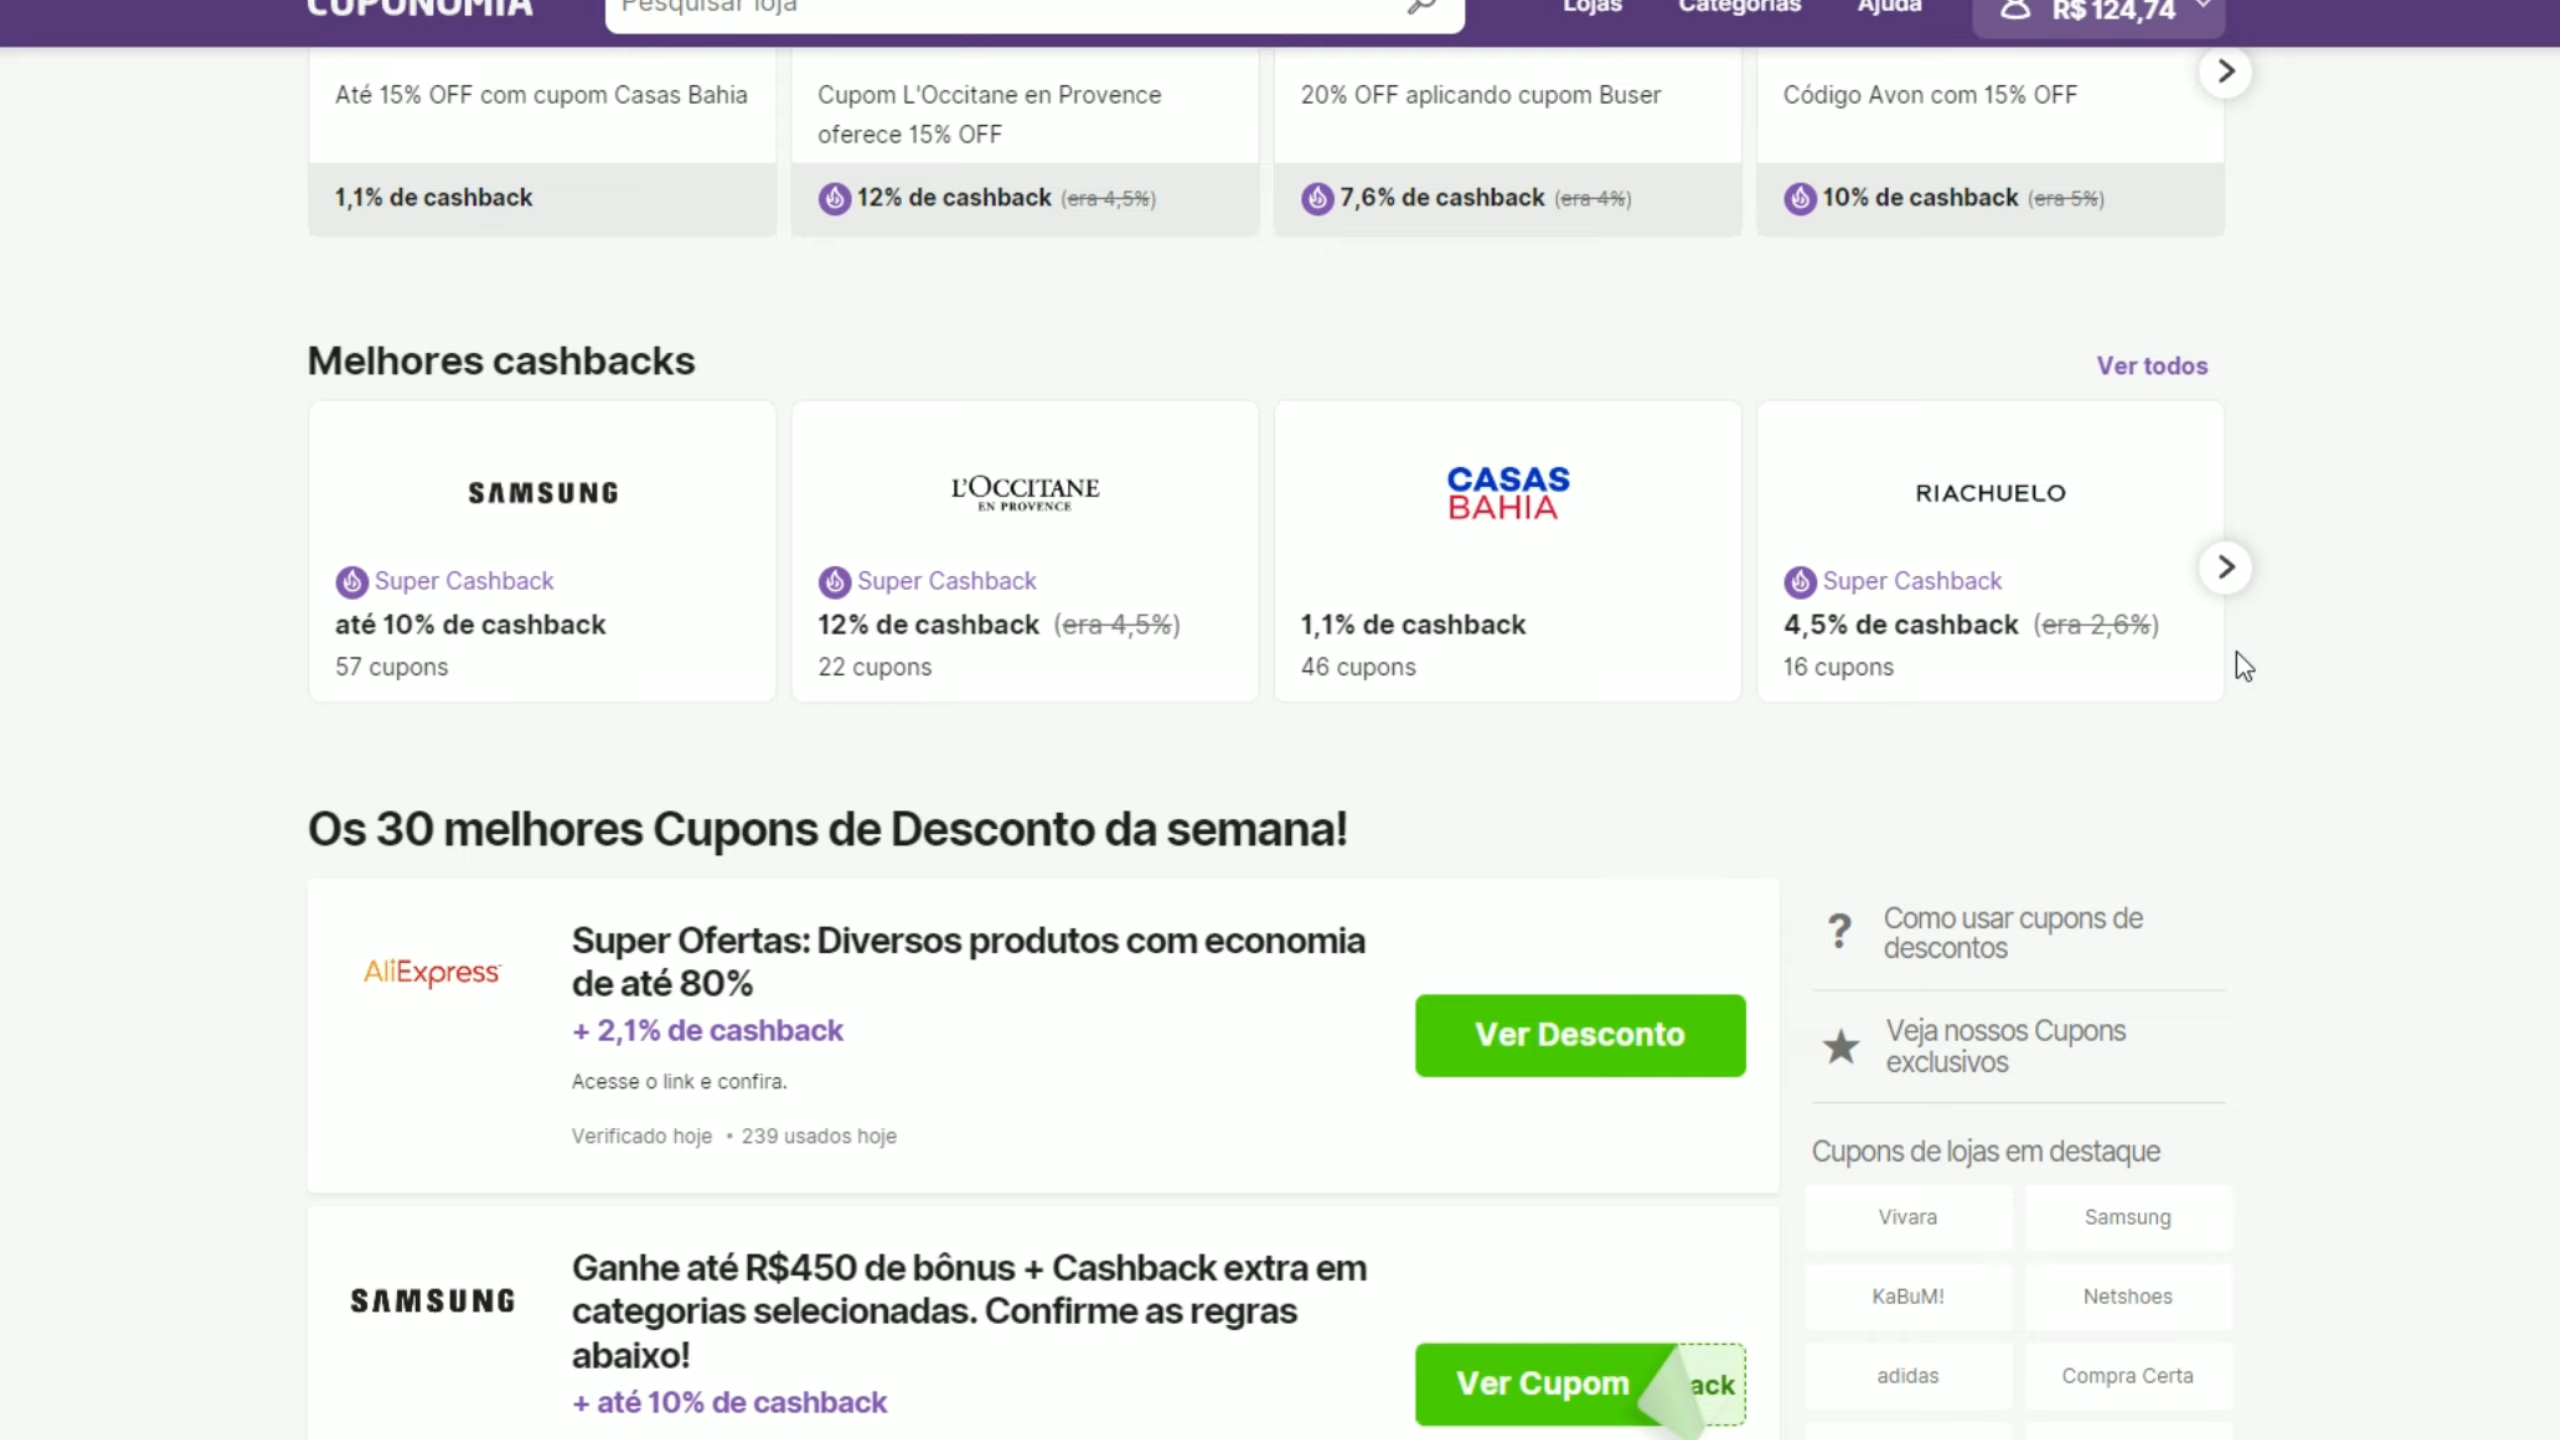 CUPONOMIA
Pesquisar loja
Lojas
Categorias
Ajuda
R$ 124,74
Até 15% OFF com cupom Casas Bahia
1,1% de cashback
Cupom L'Occitane en Provence
oferece 15% OFF
12% de cashback (era 4,5%)
20% OFF aplicando cupom Buser
7,6% de cashback (era 4%)
Código Avon com 15% OFF
10% de cashback (era 5%)
Melhores cashbacks
Ver todos
SAMSUNG
Super Cashback
até 10% de cashback
57 cupons
L'OCCITANE
EN PROVENCE
Super Cashback
12% de cashback (era 4,5%)
22 cupons
CASAS
BAHIA
1,1% de cashback
46 cupons
RIACHUELO
Super Cashback
4,5% de cashback (era 2,6%)
16 cupons
Os 30 melhores Cupons de Desconto da semana!
AliExpress
Super Ofertas: Diversos produtos com economia
de até 80%
+ 2,1% de cashback
Acesse o link e confira.
Verificado hoje • 239 usados hoje
Ver Desconto
SAMSUNG
Ganhe até R$450 de bônus + Cashback extra em
categorias selecionadas. Confirme as regras
abaixo!
+ até 10% de cashback
Ver Cupom
ack
? Como usar cupons de
descontos
Veja nossos Cupons
exclusivos
Cupons de lojas em destaque
Vivara
Samsung
KaBuM!
Netshoes
adidas
Compra Certa